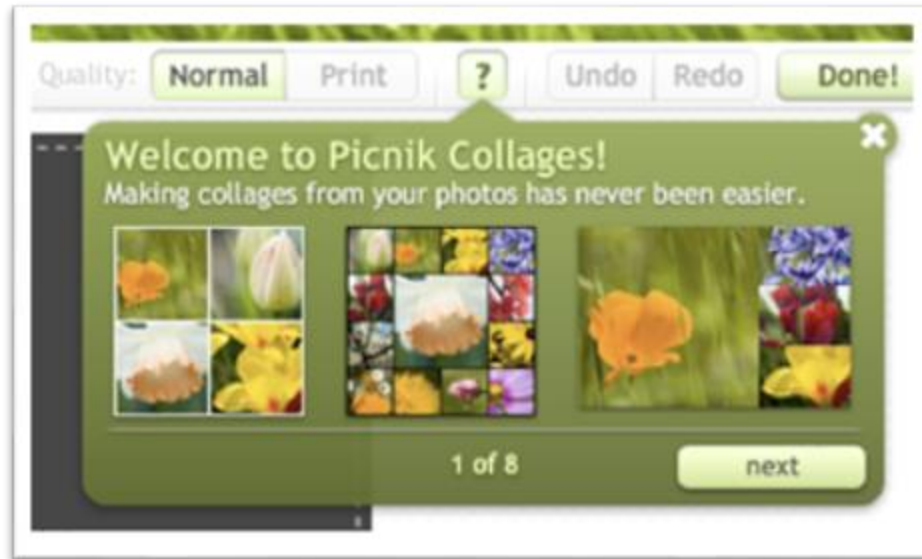 Quality: Normal Print ? Undo Redo Done!
Welcome to Picnik Collages!
Making collages from your photos has never been easier.
1 of 8 next